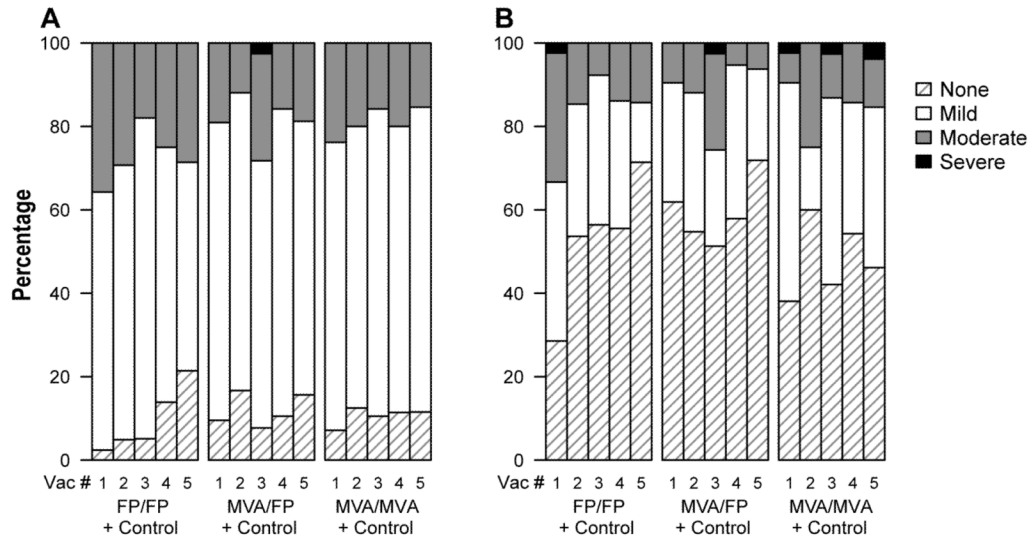 A
B
100
80
60
40
20
0
Percentage
Vac # 1 2 3 4 5 1 2 3 4 5 1 2 3 4 5
FP/FP MVA/FP MVA/MVA
+ Control + Control + Control
100
80
60
40
20
0
Vac # 1 2 3 4 5 1 2 3 4 5 1 2 3 4 5
FP/FP MVA/FP MVA/MVA
+ Control + Control + Control
None
Mild
Moderate
Severe